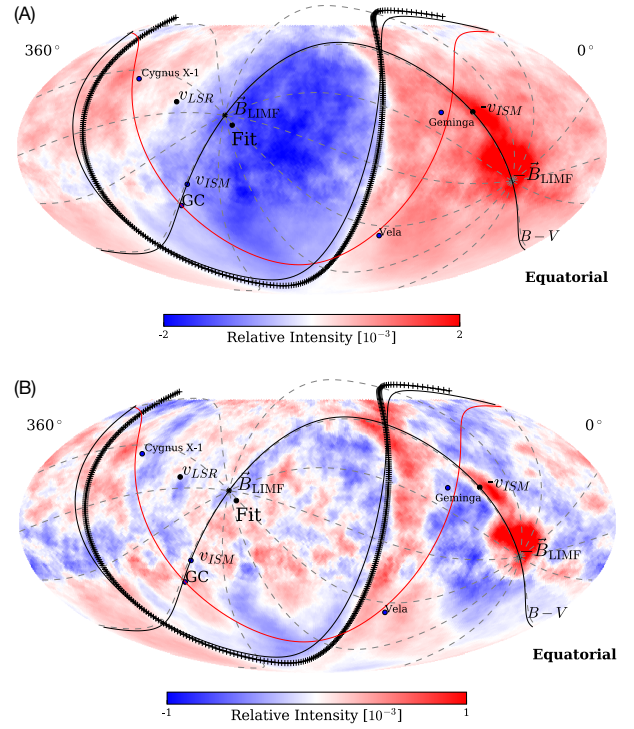 (A)
360°
0°
Cygnus X-1
v_LSR
B⃗_LIMF
Fit
-v_ISM
Geminga
B⃗_LIMF
v_ISM
GC
Vela
B − V
Equatorial
-2
2
Relative Intensity [10⁻³]
(B)
360°
0°
Cygnus X-1
v_LSR
B⃗_LIMF
Fit
-v_ISM
Geminga
B⃗_LIMF
v_ISM
GC
Vela
B − V
Equatorial
-1
1
Relative Intensity [10⁻³]